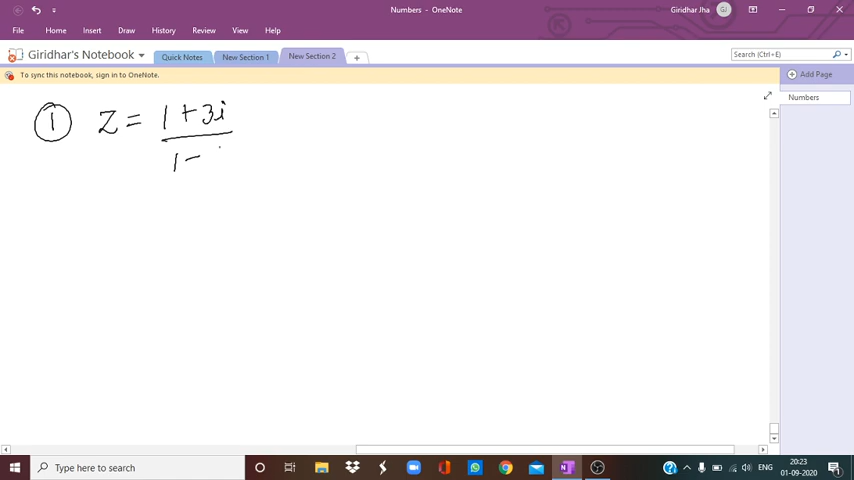 Numbers - OneNote
Giridhar Jha
GJ
File
Home
Insert
Draw
History
Review
View
Help
Giridhar's Notebook
Quick Notes
New Section 1
New Section 2
+
Search (Ctrl+E)
To sync this notebook, sign in to OneNote.
Add Page
Numbers
1 z = 1 + 3i
1 -
Type here to search
ENG
20:23
01-09-2020